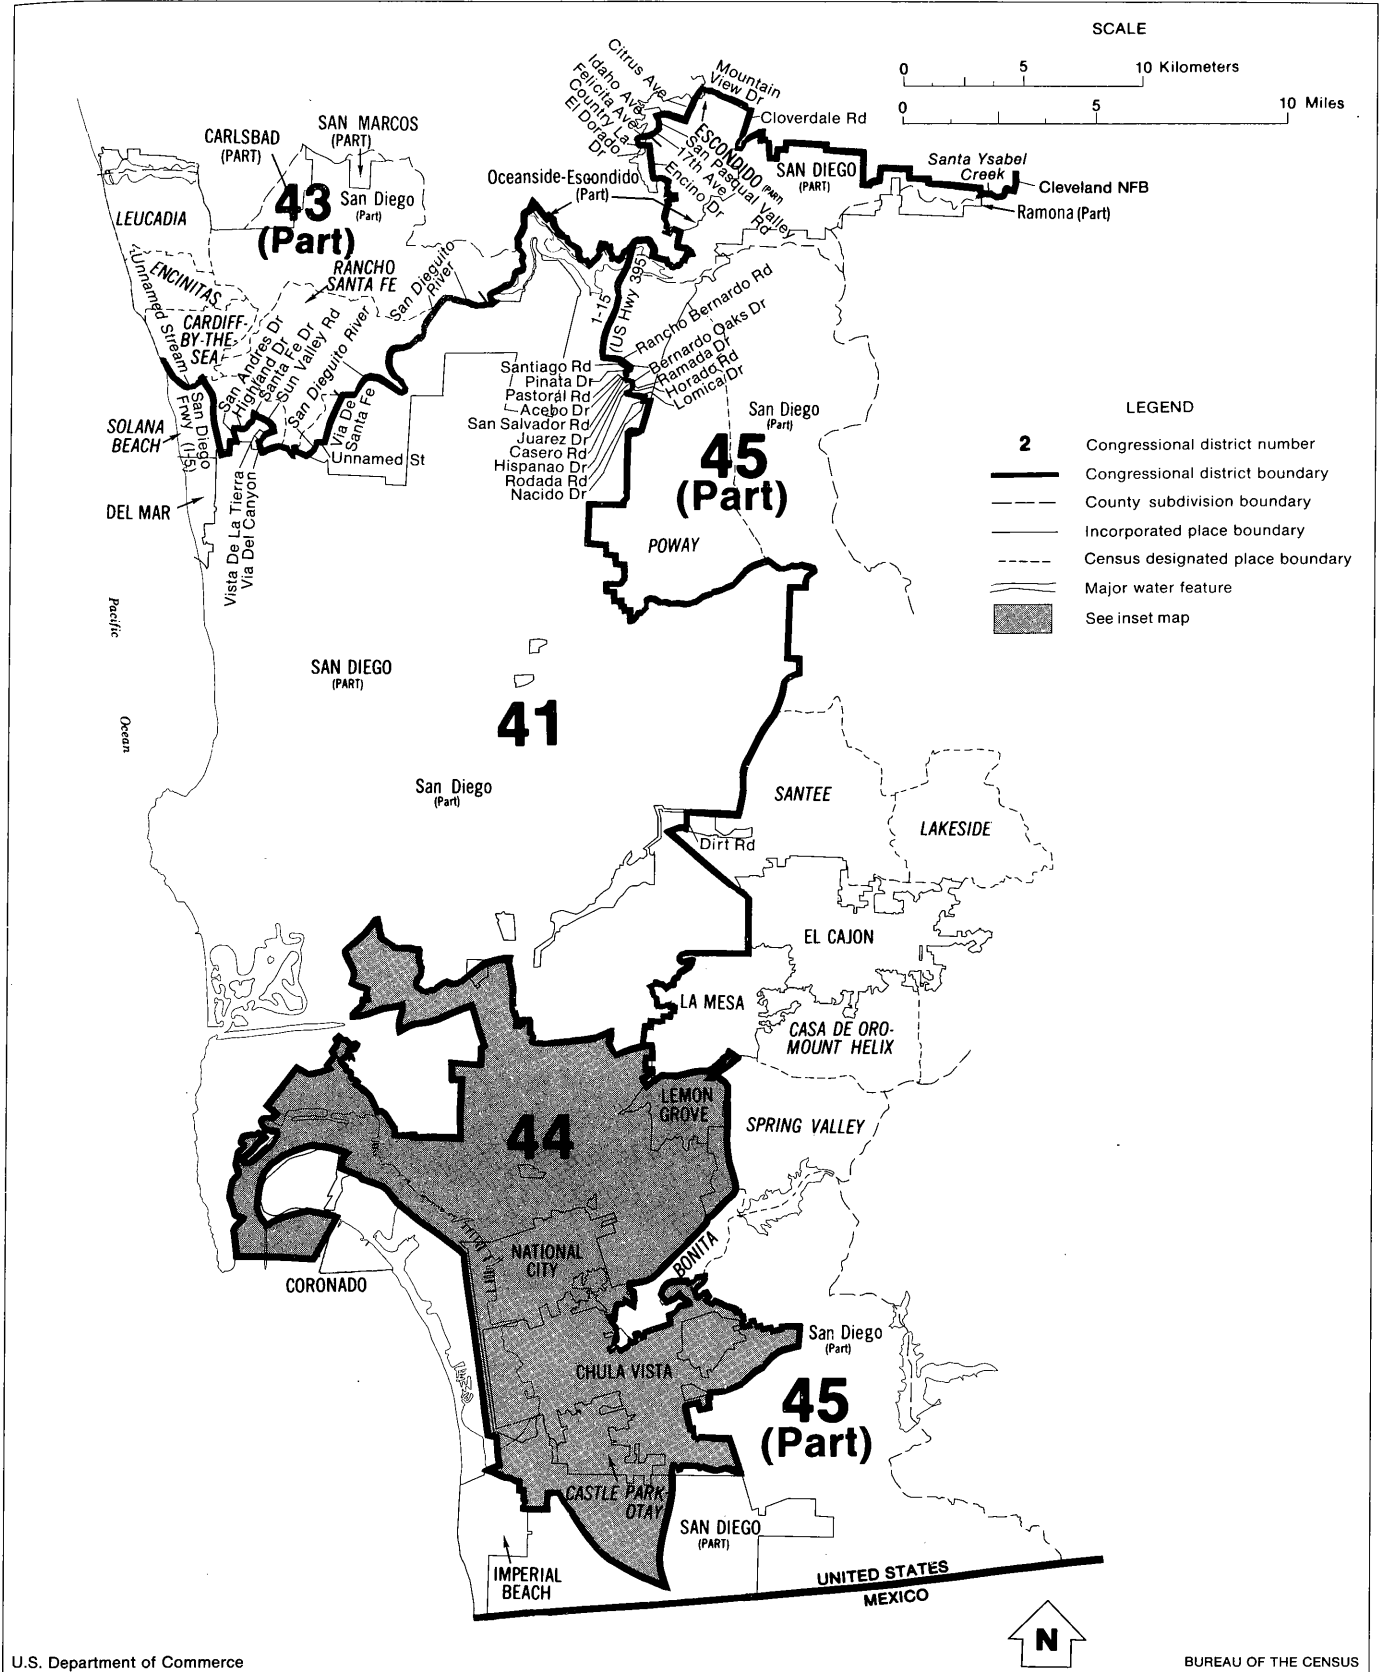 SCALE
0 5 10 Kilometers
0 5 10 Miles
Citrus Ave
Idaho Ave
Felicita Ave
Country La
El Dorado
Dr
Mountain
View Dr
Cloverdale Rd
ESCONDIDO (PART)
San Pasqual Valley
Rd
17th Ave
Encino Dr
SAN DIEGO
(PART)
Santa Ysabel
Creek
Cleveland NFB
Ramona (Part)
CARLSBAD
(PART)
SAN MARCOS
(PART)
43
(Part)
San Diego
(Part)
Oceanside-Escondido
(Part)
LEUCADIA
ENCINITAS
Unnamed Stream
CARDIFF-
BY-THE-
SEA
RANCHO
SANTA FE
San Dieguito
River
San Andres Dr
Highland Dr
Santa Fe Dr
Sun Valley Rd
San Dieguito River
Via De
Santa Fe
Unnamed St
SOLANA
BEACH
San Diego
Frwy (I-5)
DEL MAR
Vista De La Tierra
Via Del Canyon
I-15
(US Hwy 395)
Rancho Bernardo Rd
Bernardo Oaks Dr
Ramada Dr
Horado Rd
Lomica Dr
Santiago Rd
Pinata Dr
Pastoral Rd
Acebo Dr
San Salvador Rd
Juarez Dr
Casero Rd
Hispanao Dr
Rodada Rd
Nacido Dr
San Diego
(Part)
45
(Part)
POWAY
LEGEND
2 Congressional district number
Congressional district boundary
County subdivision boundary
Incorporated place boundary
Census designated place boundary
Major water feature
See inset map
Pacific
Ocean
SAN DIEGO
(PART)
41
San Diego
(Part)
SANTEE
LAKESIDE
Dirt Rd
EL CAJON
LA MESA
CASA DE ORO-
MOUNT HELIX
LEMON
GROVE
44
SPRING VALLEY
NATIONAL
CITY
BONITA
CORONADO
San Diego
(Part)
CHULA VISTA
45
(Part)
CASTLE PARK-
OTAY
SAN DIEGO
(PART)
IMPERIAL
BEACH
UNITED STATES
MEXICO
N
U.S. Department of Commerce
BUREAU OF THE CENSUS